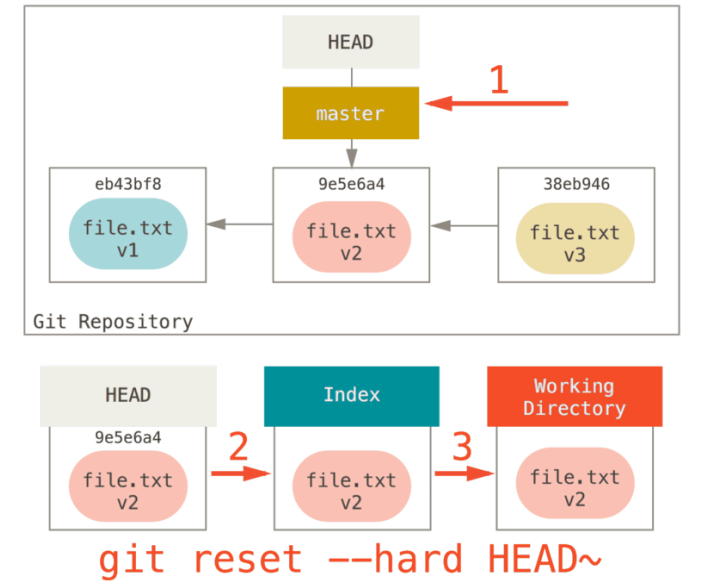 HEAD
1
master
eb43bf8
9e5e6a4
38eb946
file.txt
v1
file.txt
v2
file.txt
v3
Git Repository
HEAD
Index
Working
Directory
9e5e6a4
2
3
file.txt
v2
file.txt
v2
file.txt
v2
git reset --hard HEAD~